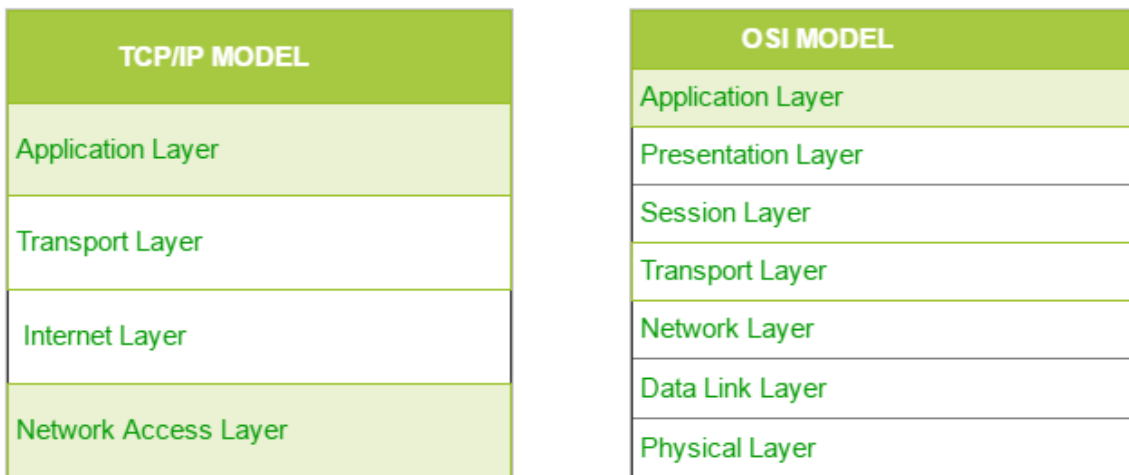 TCP/IP MODEL
Application Layer
Transport Layer
Internet Layer
Network Access Layer
OSI MODEL
Application Layer
Presentation Layer
Session Layer
Transport Layer
Network Layer
Data Link Layer
Physical Layer